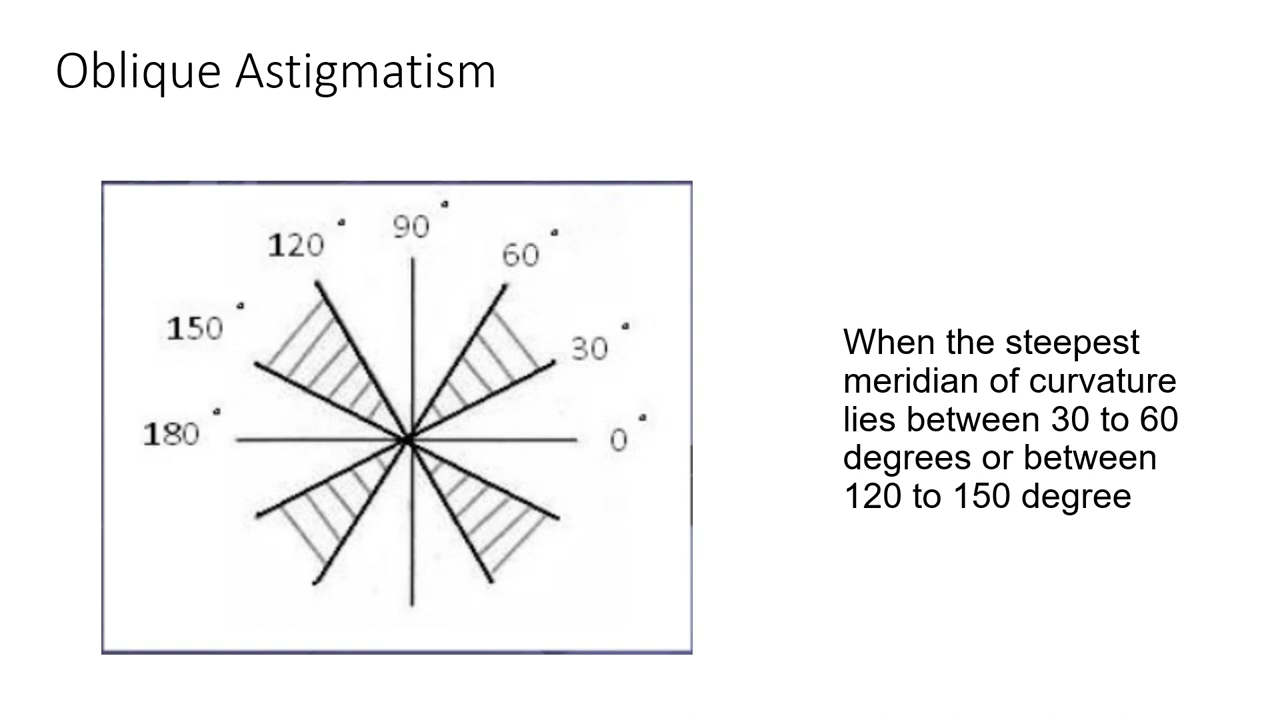 Oblique Astigmatism
90°
120°
60°
150°
30°
180°
0°
When the steepest
meridian of curvature
lies between 30 to 60
degrees or between
120 to 150 degree